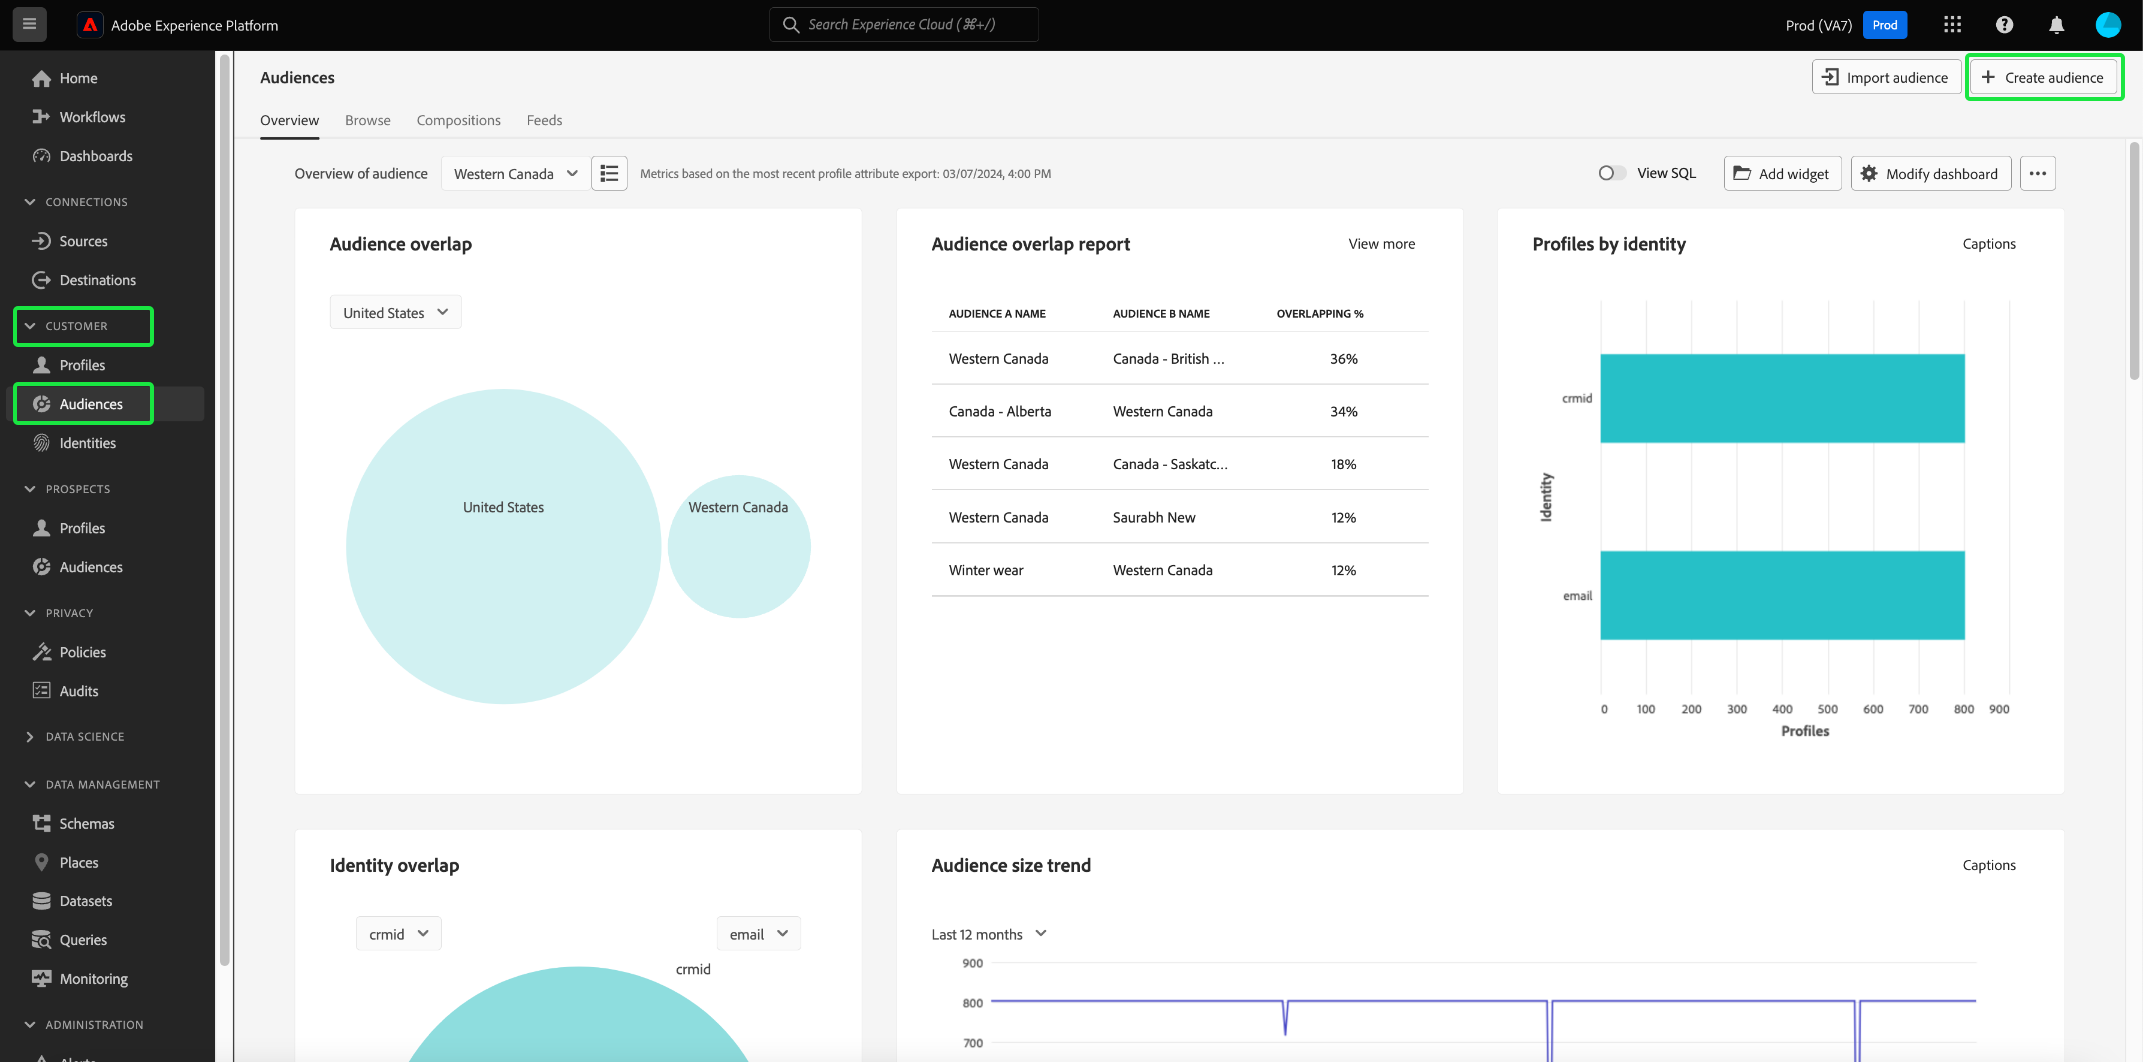 Adobe Experience Platform
Search Experience Cloud (⌘+/)
Prod (VA7)
Prod
Home
Workflows
Dashboards
CONNECTIONS
Sources
Destinations
CUSTOMER
Profiles
Audiences
Identities
PROSPECTS
Profiles
Audiences
PRIVACY
Policies
Audits
DATA SCIENCE
DATA MANAGEMENT
Schemas
Places
Datasets
Queries
Monitoring
ADMINISTRATION
Alerts
Audiences
Import audience
Create audience
Overview Browse Compositions Feeds
Overview of audience
Western Canada
Metrics based on the most recent profile attribute export: 03/07/2024, 4:00 PM
View SQL
Add widget
Modify dashboard
Audience overlap
United States
United States
Western Canada
Audience overlap report
View more
AUDIENCE A NAME AUDIENCE B NAME OVERLAPPING %
Western Canada Canada - British ... 36%
Canada - Alberta Western Canada 34%
Western Canada Canada - Saskatc... 18%
Western Canada Saurabh New 12%
Winter wear Western Canada 12%
Profiles by identity
Captions
crmid
Identity
email
0 100 200 300 400 500 600 700 800 900
Profiles
Identity overlap
crmid
email
crmid
Audience size trend
Captions
Last 12 months
900
800
700